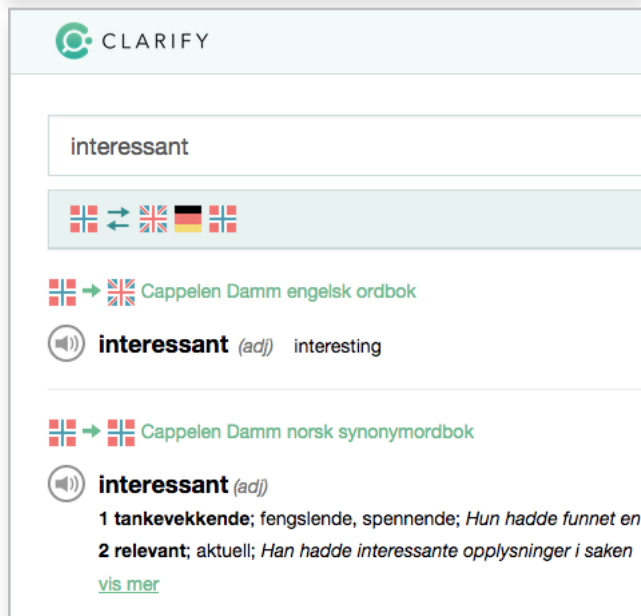 CLARIFY
interessant
Cappelen Damm engelsk ordbok
interessant (adj) interesting
Cappelen Damm norsk synonymordbok
interessant (adj)
1 tankevekkende; fengslende, spennende; Hun hadde funnet en
2 relevant; aktuell; Han hadde interessante opplysninger i saken
vis mer